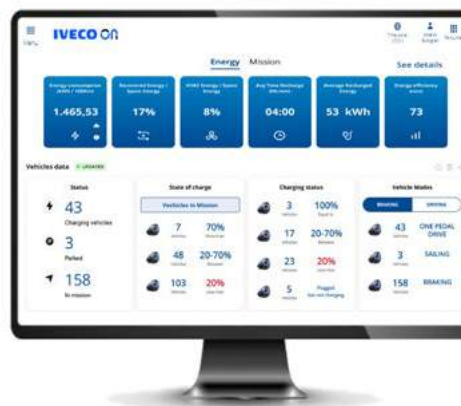 IVECO ON
Menu
Energy Mission
See details
Energy consumption
1.465,53
Recovered Energy /
Spent Energy
17%
HVAC Energy / Spent
Energy
8%
Avg Time Recharge
04:00
Average Recharged
Energy
53 kWh
Energy efficiency
73
Vehicles data UPDATED
Status
43
Charging vehicles
3
Parked
158
In mission
State of charge
Vehicles in Mission
7 70%
48 20-70%
103 20%
Charging status
3 100%
17 20-70%
23 20%
5 Plugged
but not charging
Vehicle Modes
BRAKING DRIVING
43 ONE PEDAL
DRIVE
3 SAILING
158 BRAKING